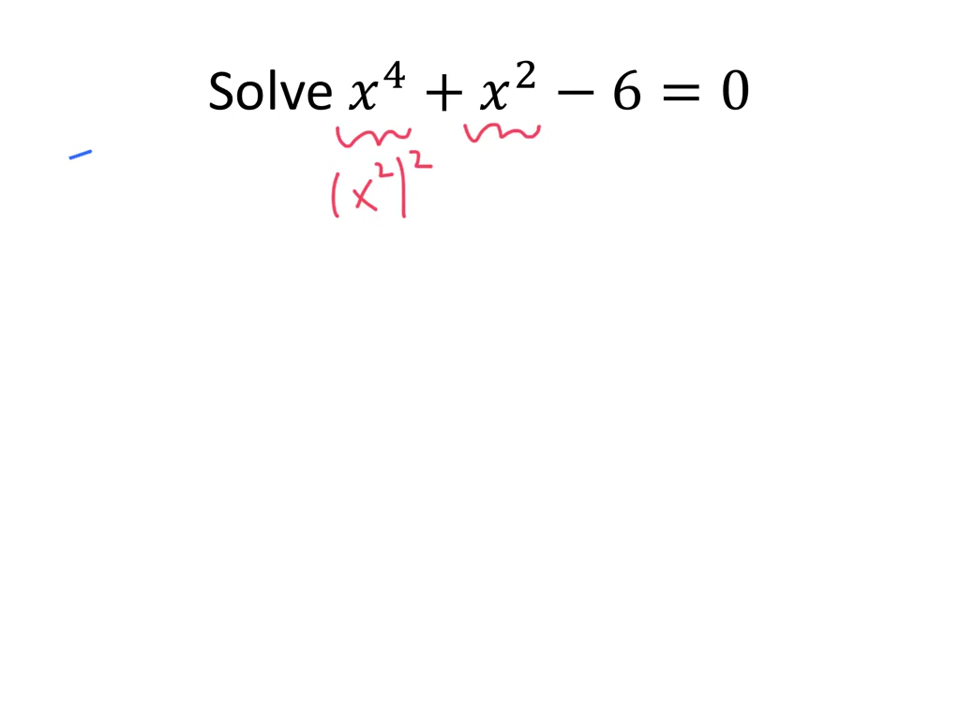 Solve x⁴ + x² − 6 = 0
(x²)²